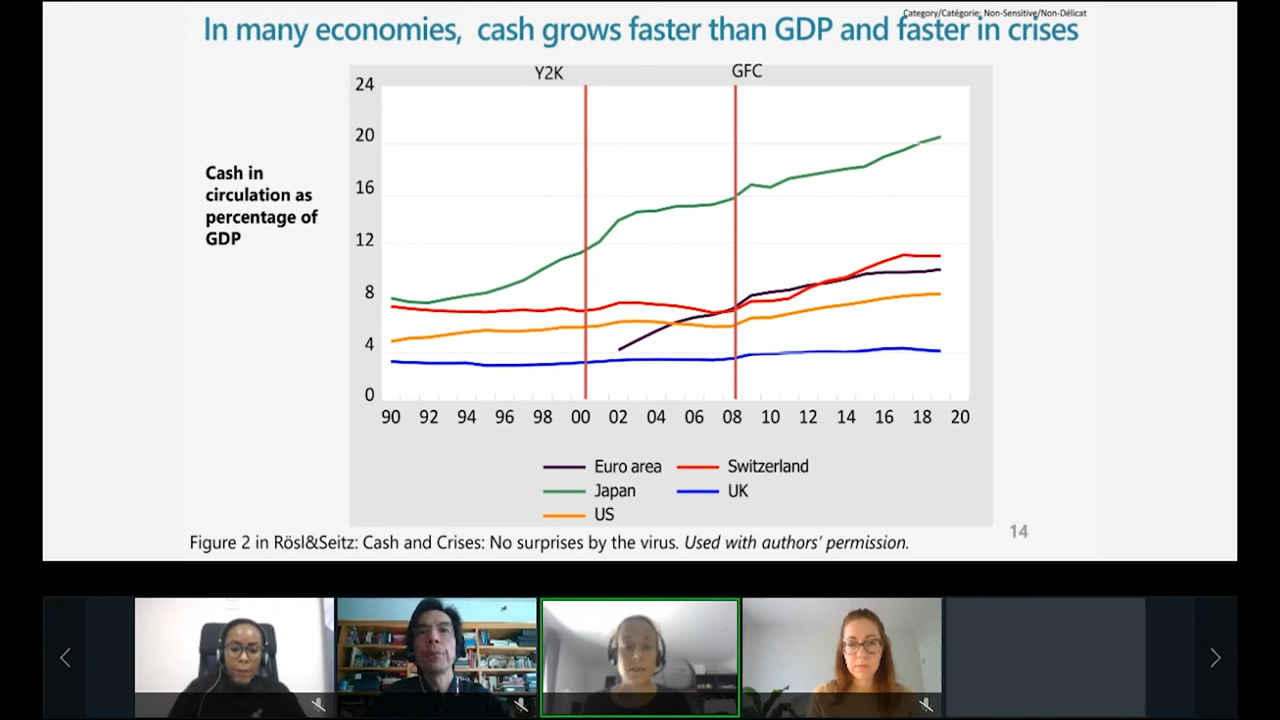 Category/Catégorie: Non-Sensitive/Non-Délicat
In many economies, cash grows faster than GDP and faster in crises
Y2K
GFC
24
20
16
12
8
4
0
Cash in
circulation as
percentage of
GDP
90 92 94 96 98 00 02 04 06 08 10 12 14 16 18 20
Euro area
Switzerland
Japan
UK
US
14
Figure 2 in Rösl&Seitz: Cash and Crises: No surprises by the virus. Used with authors’ permission.